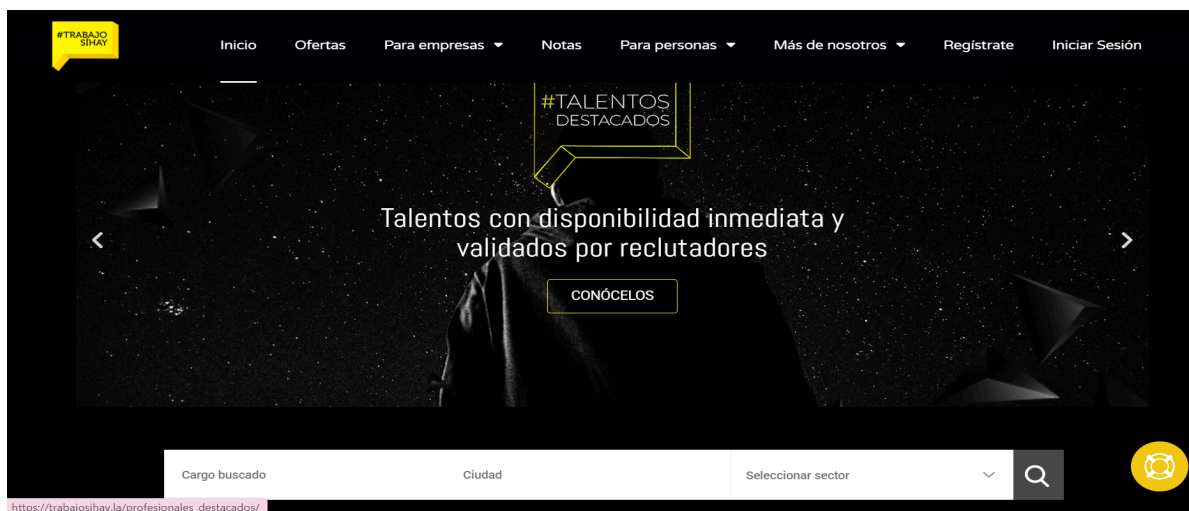 #TRABAJO
SÍHAY
Inicio
Ofertas
Para empresas
Notas
Para personas
Más de nosotros
Regístrate
Iniciar Sesión
#TALENTOS
DESTACADOS
Talentos con disponibilidad inmediata y
validados por reclutadores
CONÓCELOS
Cargo buscado
Ciudad
Seleccionar sector
https://trabajosihay.la/profesionales_destacados/